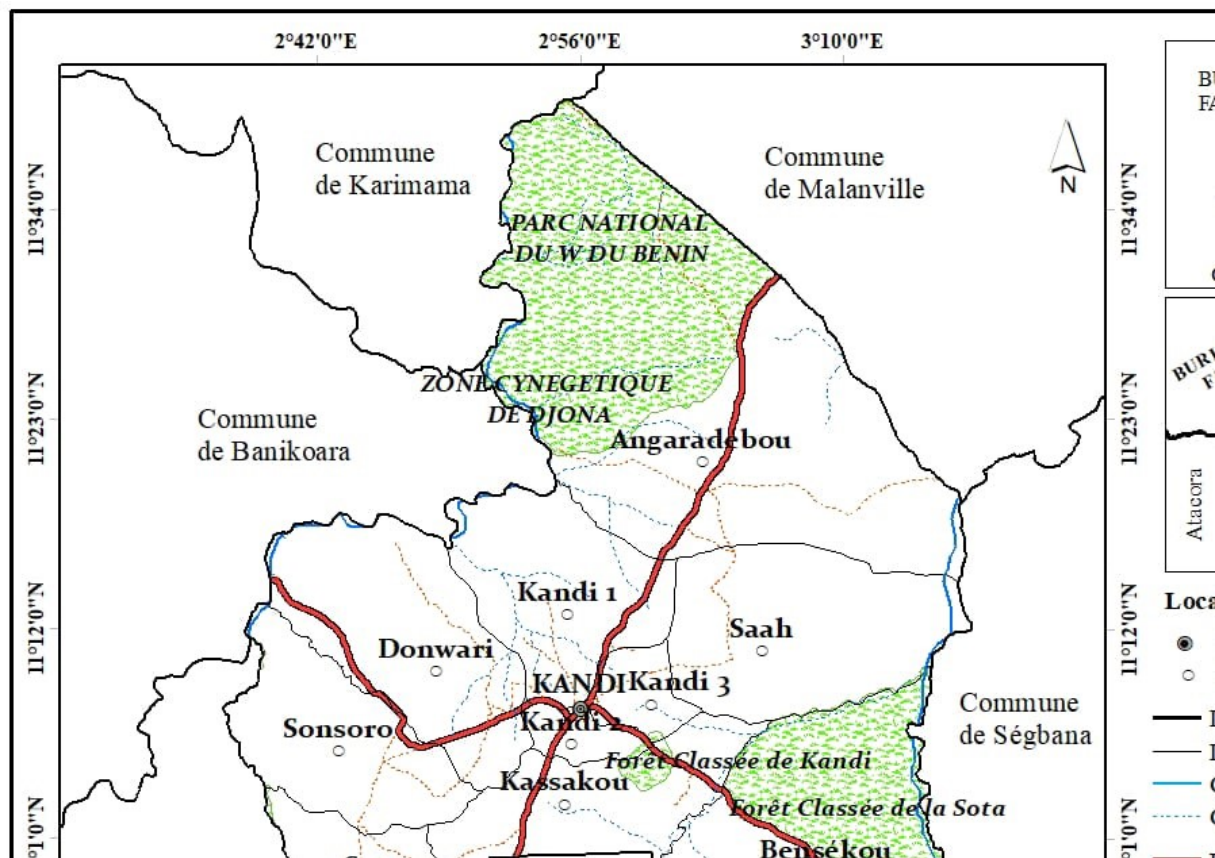 2°42'0"E
2°56'0"E
3°10'0"E
Commune
de Karimama
Commune
de Malanville
N
11°34'0"N
11°34'0"N
PARC NATIONAL
DU W DU BENIN
ZONE CYNEGETIQUE
DE DJONA
Commune
de Banikoara
11°23'0"N
11°23'0"N
Angaradebou
Atacora
Kandi 1
Saah
Donwari
11°12'0"N
11°12'0"N
KANDI
Kandi 3
Kandi 2
Sonsoro
Commune
de Ségbana
Forêt Classée de Kandi
Kassakou
Forêt Classée de la Sota
Bensékou